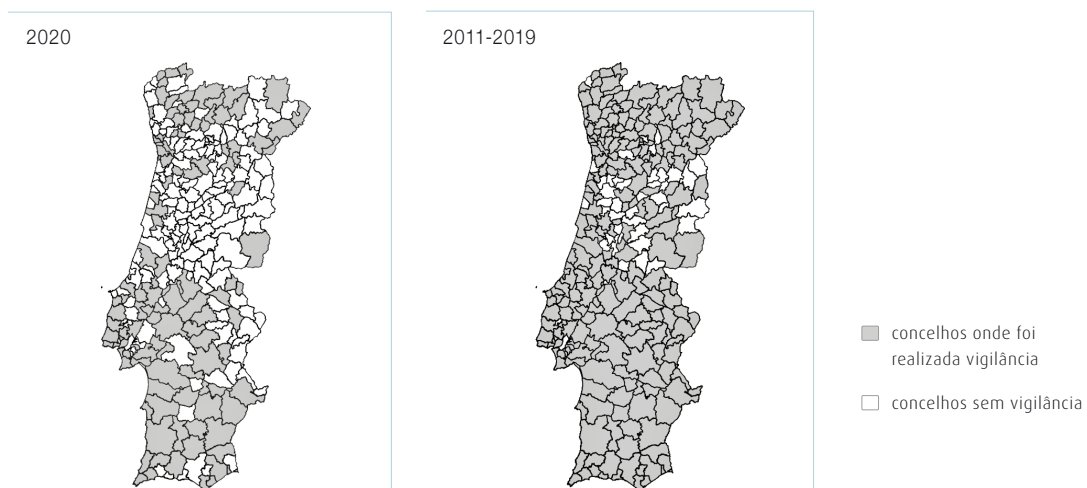 2020
2011-2019
concelhos onde foi
realizada vigilância
concelhos sem vigilância